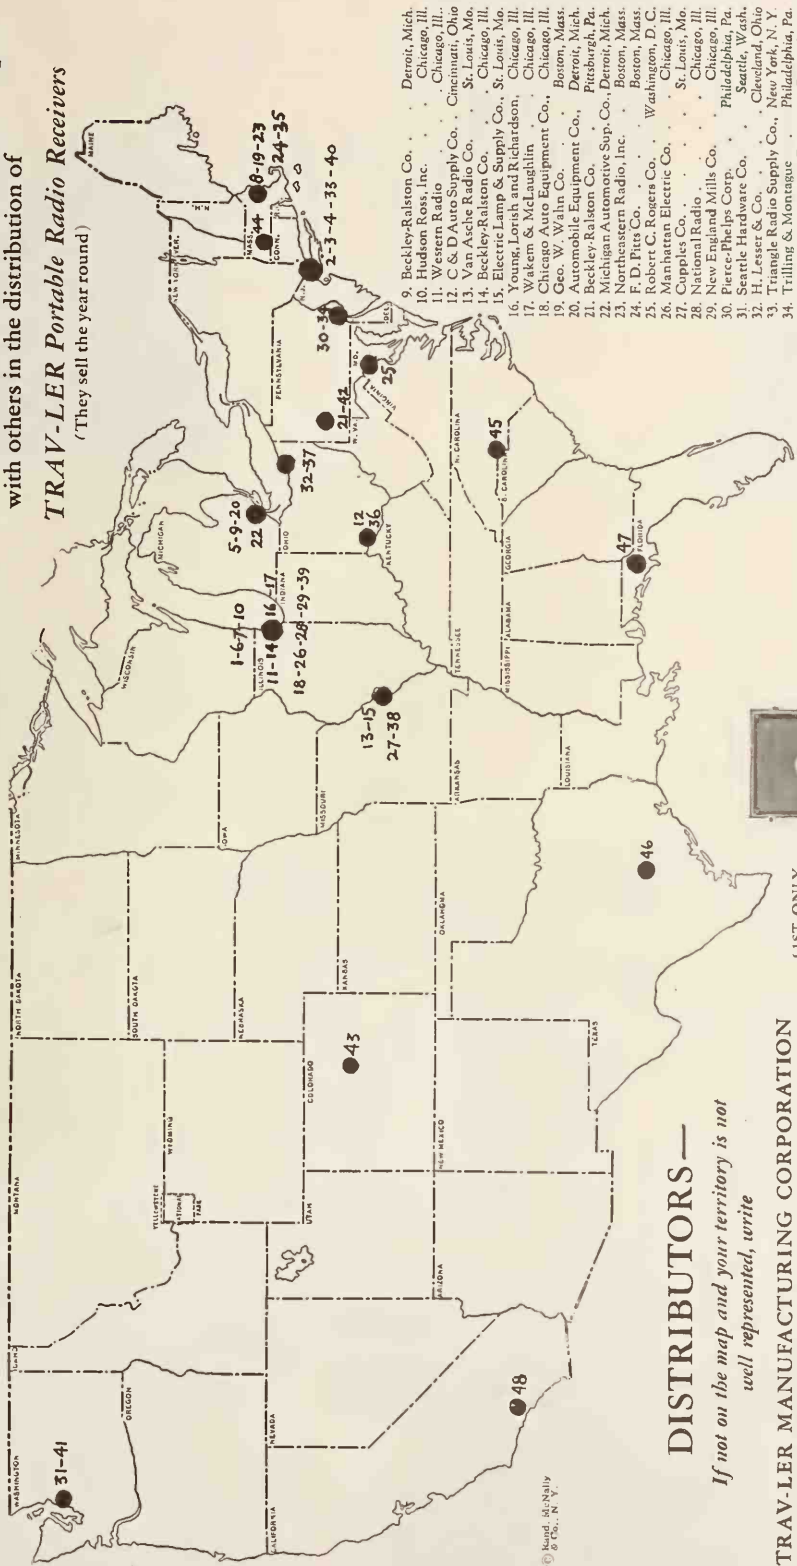 with others in the distribution of
TRAV-LER Portable Radio Receivers
(They sell the year round)
WASHINGTON
MONTANA
NORTH DAKOTA
MINNESOTA
WISCONSIN
MICHIGAN
NEW YORK
MAINE
N.H.
MASS.
CONN.
R.I.
N.J.
PENNSYLVANIA
DEL.
MD.
W. VA.
VIRGINIA
OHIO
INDIANA
ILLINOIS
IOWA
SOUTH DAKOTA
WYOMING
YELLOWSTONE
NATIONAL
PARK
OREGON
NEBRASKA
MISSOURI
KENTUCKY
N. CAROLINA
TENNESSEE
S. CAROLINA
GEORGIA
ALABAMA
MISSISSIPPI
ARKANSAS
LOUISIANA
FLORIDA
OKLAHOMA
KANSAS
COLORADO
UTAH
NEVADA
CALIFORNIA
ARIZONA
NEW MEXICO
TEXAS
31-41
48
43
46
13-15
27-38
1-6-7-10
11-14
16-17
18-26-28-29-39
5-9-20
22
12
36
32-37
21-42
25
30-34
2-3-4-33-40
44
8-19-23
24-35
45
47
© Rand, McNally
& Co., N. Y.
9. Beckley-Ralston Co. . . Detroit, Mich.
10. Hudson Ross, Inc. . . Chicago, Ill.
11. Western Radio . . Chicago, Ill..
12. C & D Auto Supply Co. . Cincinnati, Ohio
13. Van Asche Radio Co. . St. Louis, Mo.
14. Beckley-Ralston Co. . . Chicago, Ill.
15. Electric Lamp & Supply Co., St. Louis, Mo.
16. Young, Lorish and Richardson, Chicago, Ill.
17. Wakem & McLaughlin . . Chicago, Ill.
18. Chicago Auto Equipment Co., Chicago, Ill.
19. Geo. W. Wahn Co. . . Boston, Mass.
20. Automobile Equipment Co., Detroit, Mich.
21. Beckley-Ralston Co. . Pittsburgh, Pa.
22. Michigan Automotive Sup. Co., Detroit, Mich.
23. Northeastern Radio, Inc. . Boston, Mass.
24. F. D. Pitts Co. . . . Boston, Mass.
25. Robert C. Rogers Co. . Washington, D. C.
26. Manhattan Electric Co. . . Chicago, Ill.
27. Cupples Co. . . . . St. Louis, Mo.
28. National Radio . . . Chicago, Ill.
29. New England Mills Co. . Chicago, Ill.
30. Pierce-Phelps Corp. . Philadelphia, Pa.
31. Seattle Hardware Co. . Seattle, Wash.
32. H. Lesser & Co. . . Cleveland, Ohio
33. Triangle Radio Supply Co., New York, N. Y.
34. Trilling & Montague . Philadelphia, Pa.
DISTRIBUTORS—
If not on the map and your territory is not
well represented, write
TRAV-LER MANUFACTURING CORPORATION